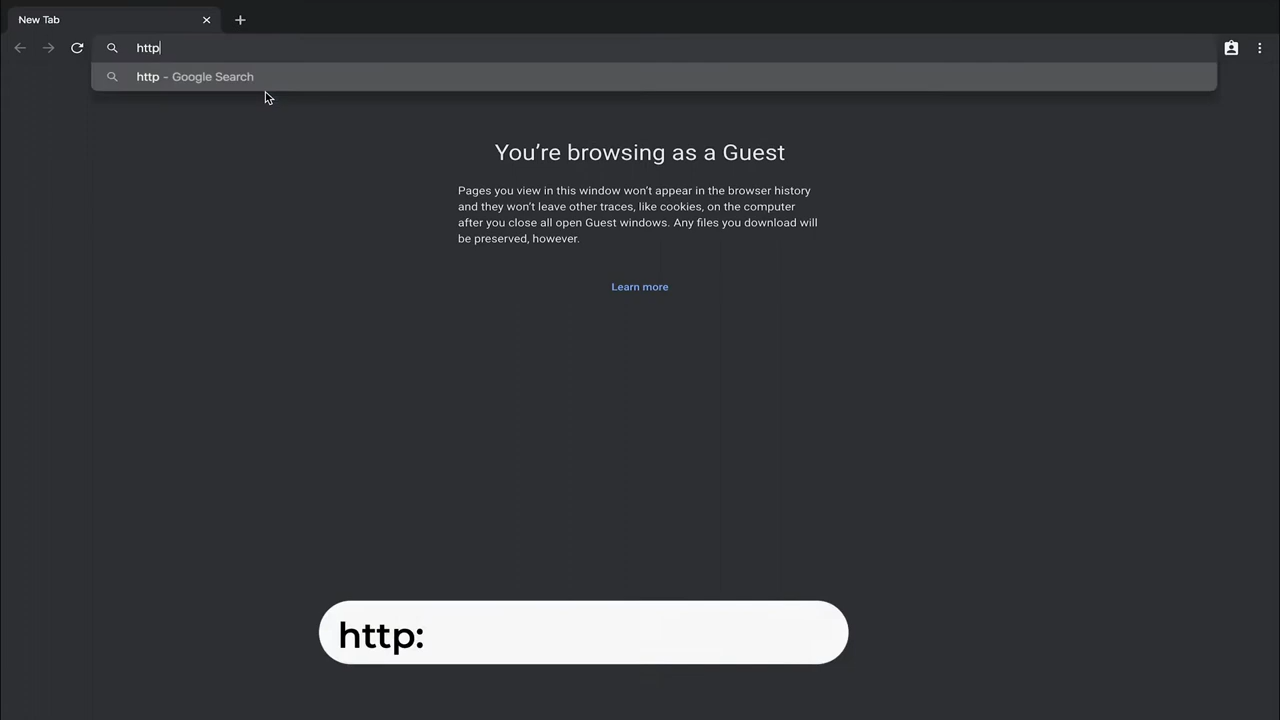 New Tab
http
http - Google Search
You're browsing as a Guest
Pages you view in this window won't appear in the browser history
and they won't leave other traces, like cookies, on the computer
after you close all open Guest windows. Any files you download will
be preserved, however.
Learn more
http: